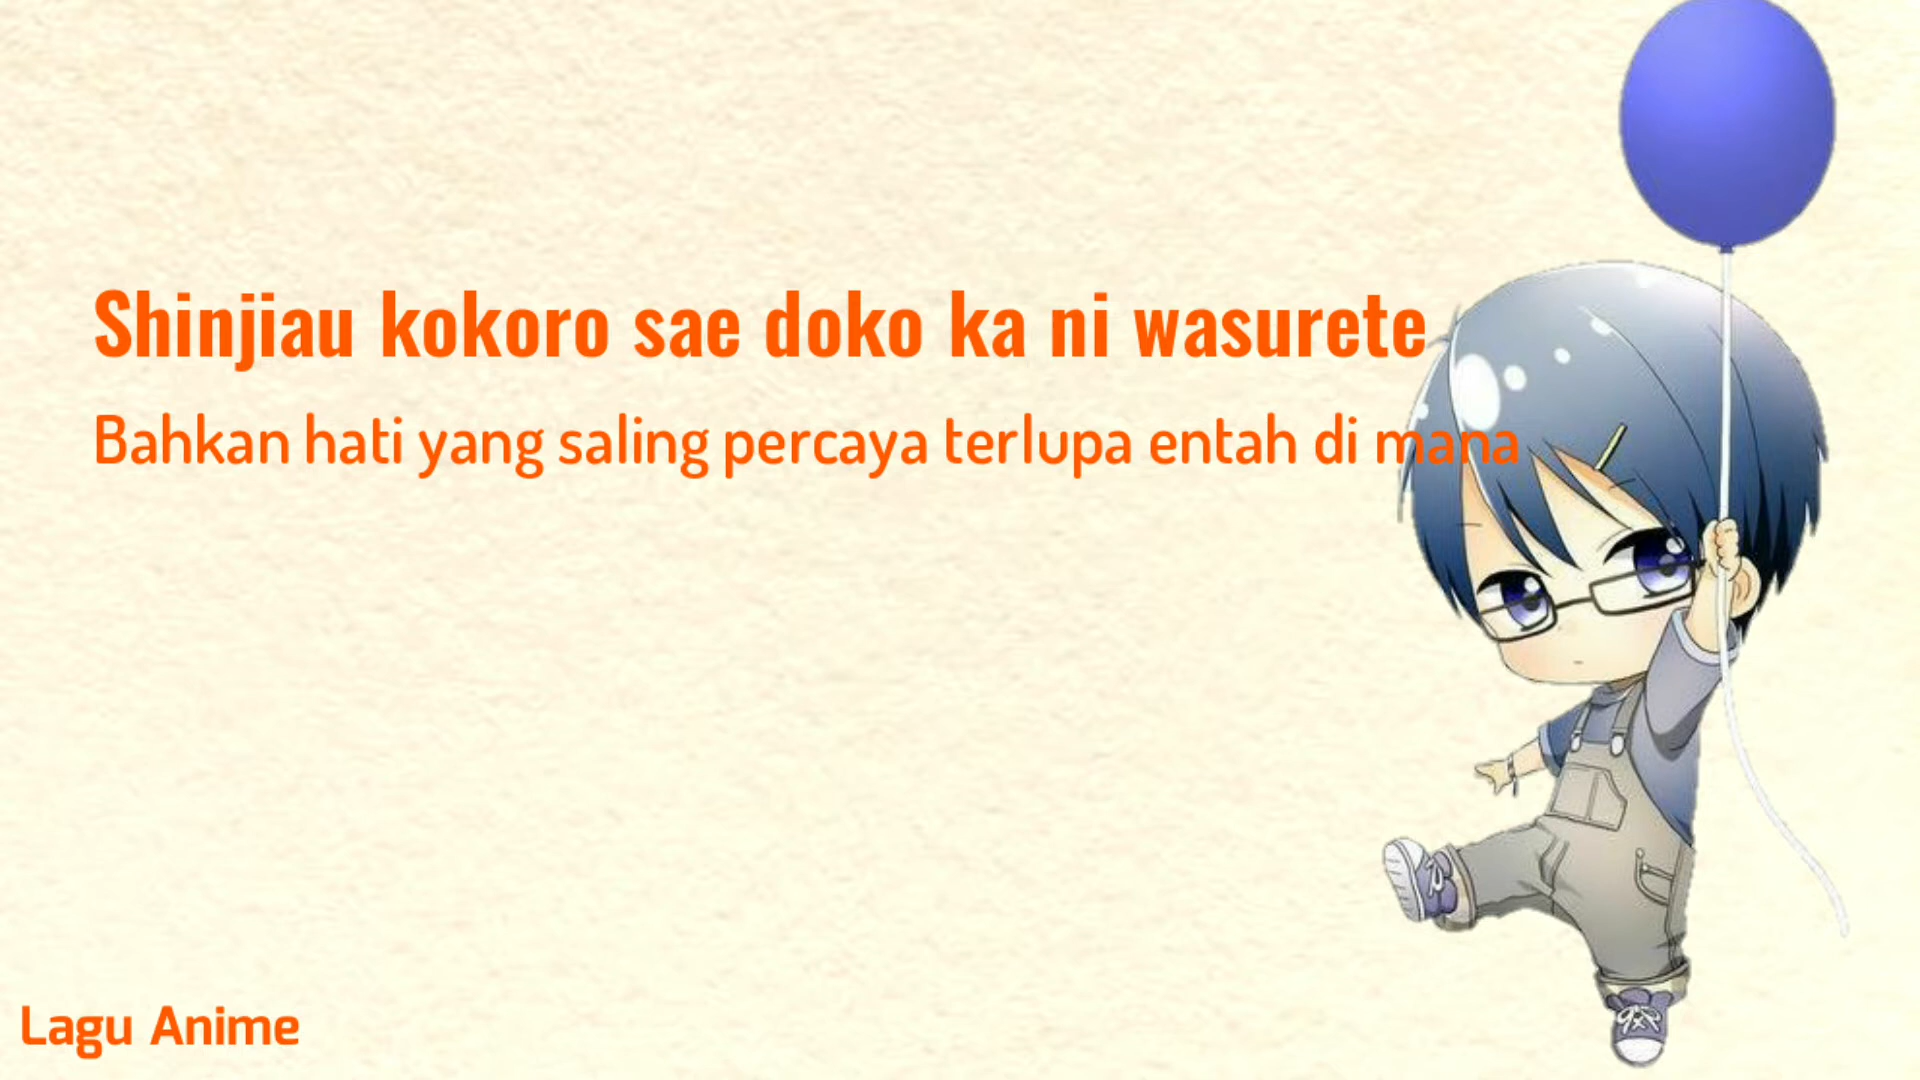 Shinjiau kokoro sae doko ka ni wasurete
Bahkan hati yang saling percaya terlupa entah di mana
Lagu Anime